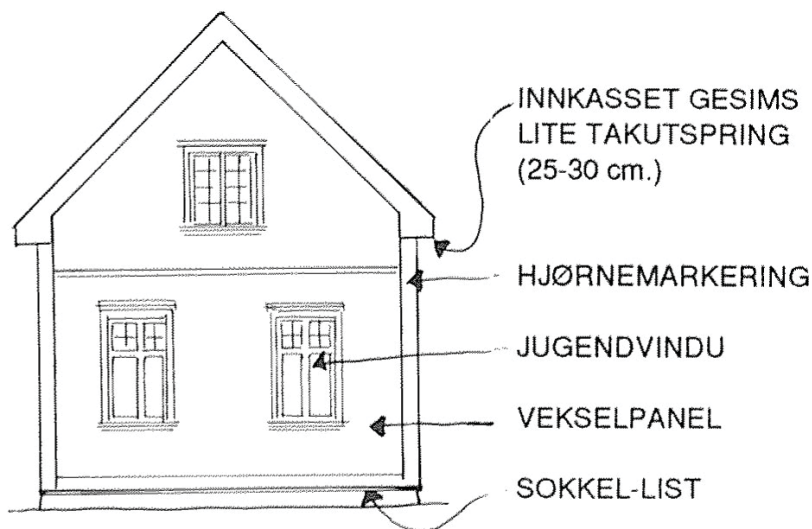 INNKASSET GESIMS
LITE TAKUTSPRING
(25-30 cm.)
HJØRNEMARKERING
JUGENDVINDU
VEKSELPANEL
SOKKEL-LIST